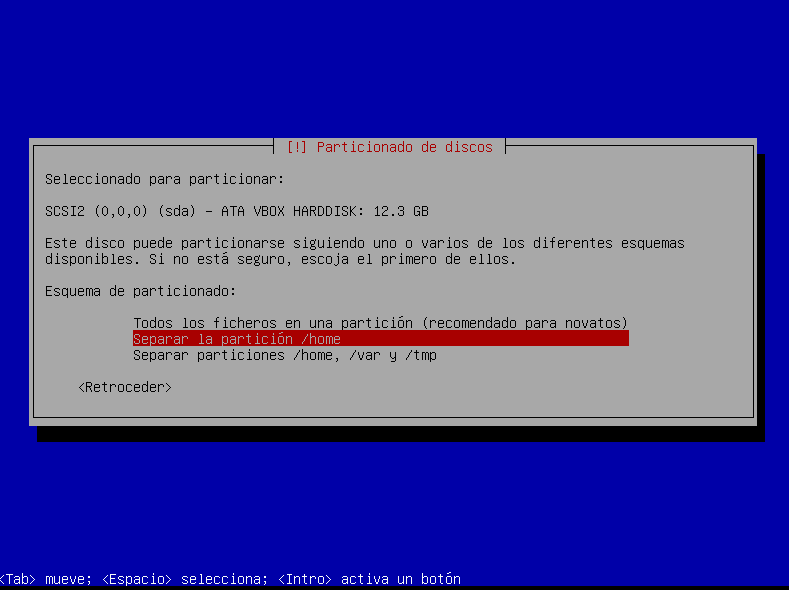 [!] Particionado de discos
Seleccionado para particionar:
SCSI2 (0,0,0) (sda) - ATA VBOX HARDDISK: 12.3 GB
Este disco puede particionarse siguiendo uno o varios de los diferentes esquemas
disponibles. Si no está seguro, escoja el primero de ellos.
Esquema de particionado:
Todos los ficheros en una partición (recomendado para novatos)
Separar la partición /home
Separar particiones /home, /var y /tmp
<Retroceder>
<Tab> mueve; <Espacio> selecciona; <Intro> activa un botón